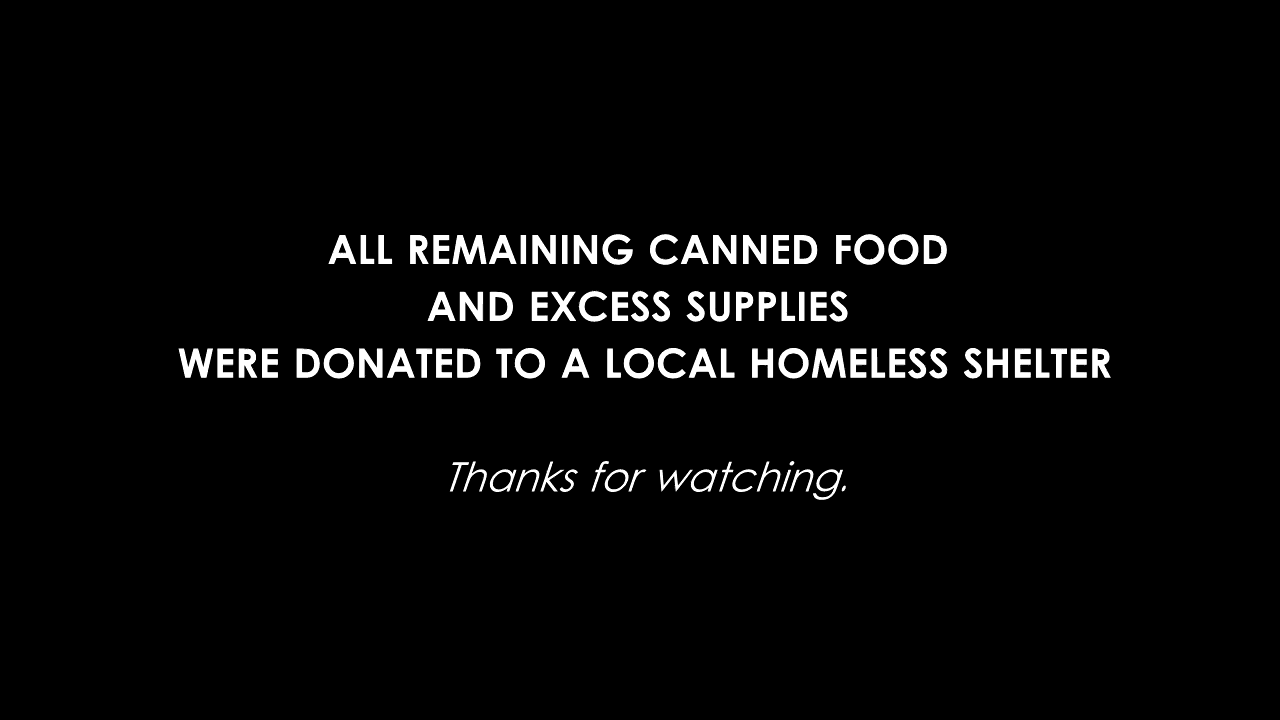 ALL REMAINING CANNED FOOD
AND EXCESS SUPPLIES
WERE DONATED TO A LOCAL HOMELESS SHELTER
Thanks for watching.